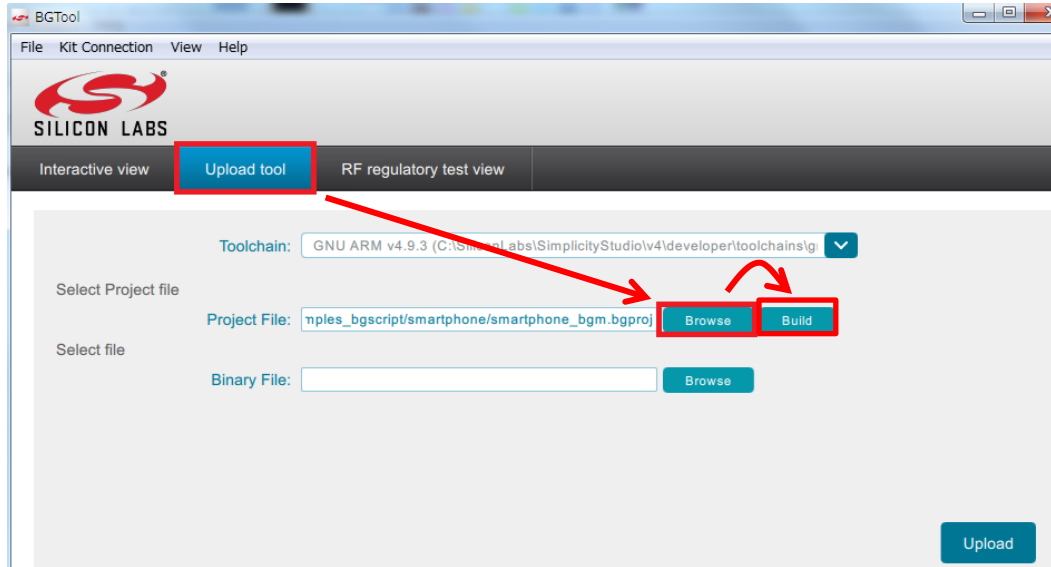 BGTool
File Kit Connection View Help
SILICON LABS
Interactive view Upload tool RF regulatory test view
Toolchain: GNU ARM v4.9.3 (C:\SiliconLabs\SimplicityStudio\v4\developer\toolchains\g
Select Project file
Project File: mples_bgscript/smartphone/smartphone_bgm.bgproj Browse Build
Select file
Binary File: Browse
Upload